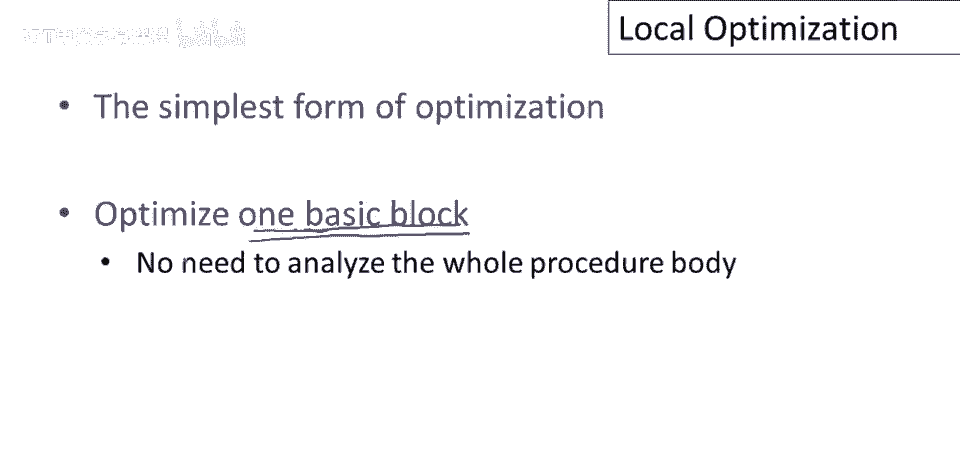 Local Optimization
• The simplest form of optimization
• Optimize one basic block
• No need to analyze the whole procedure body